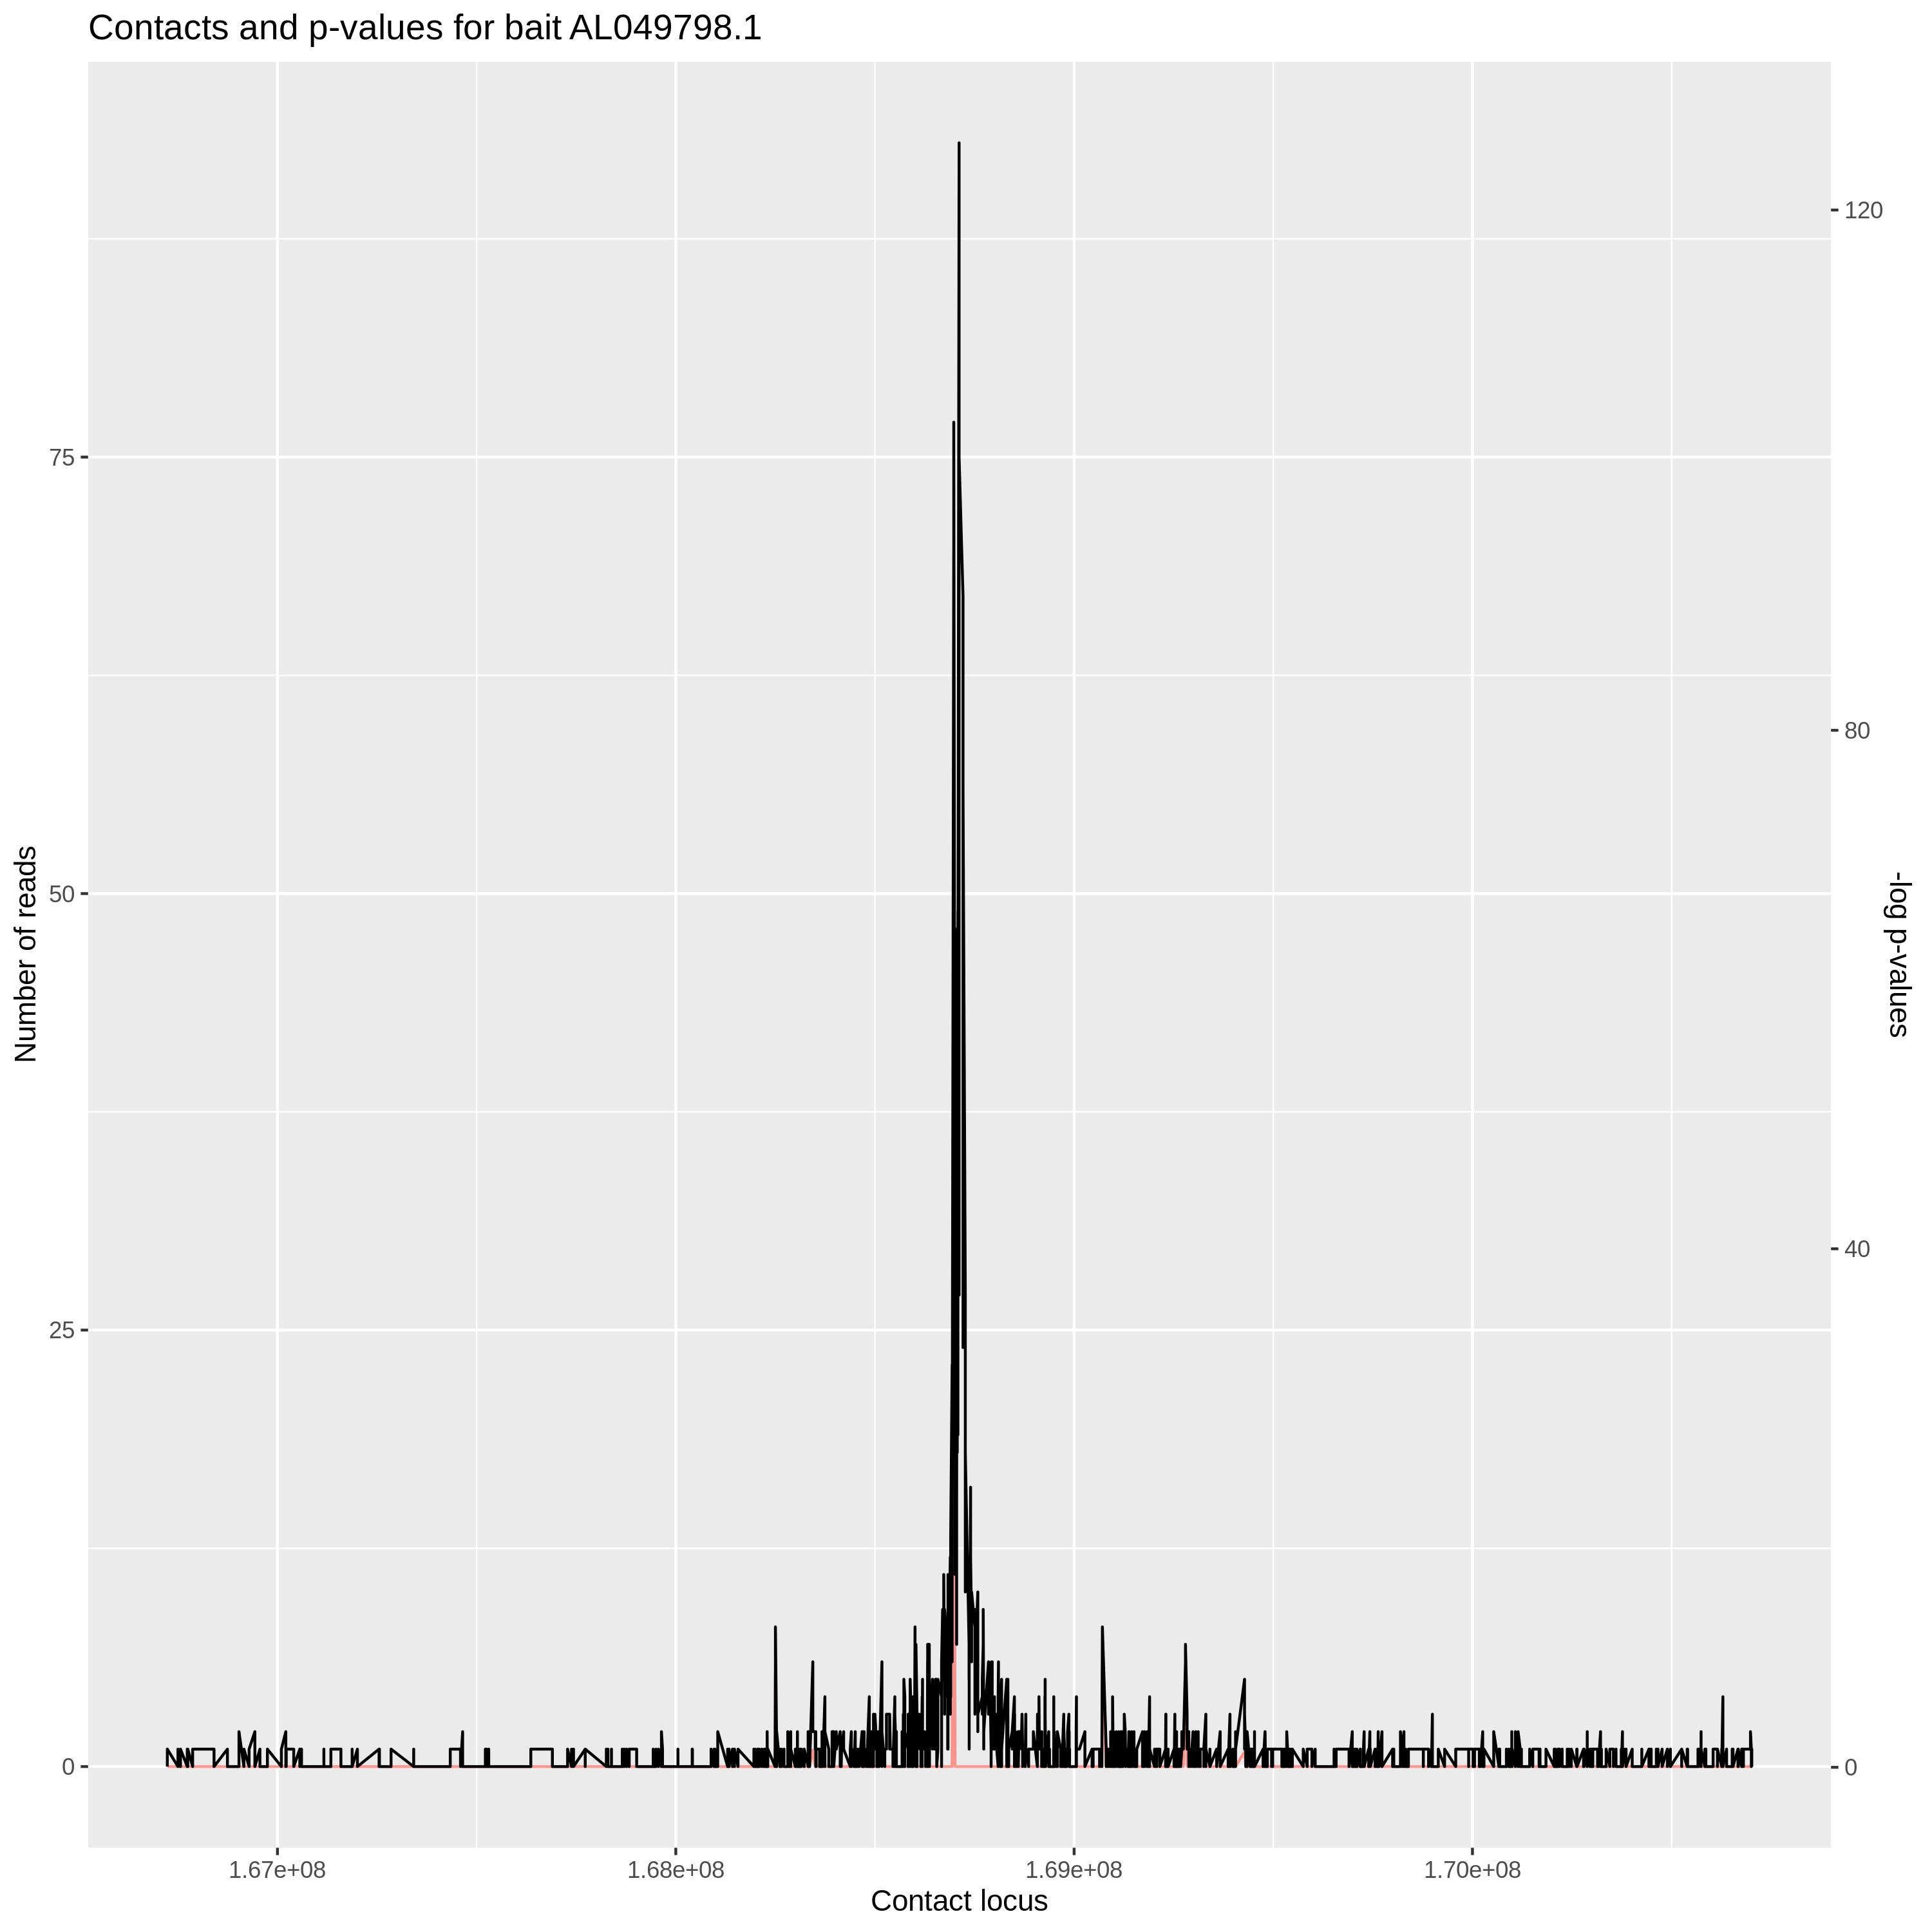 Contacts and p-values for bait AL049798.1
120
75
80
50
Number of reads
-log p-values
40
25
0
0
1.67e+08 1.68e+08 1.69e+08 1.70e+08
Contact locus